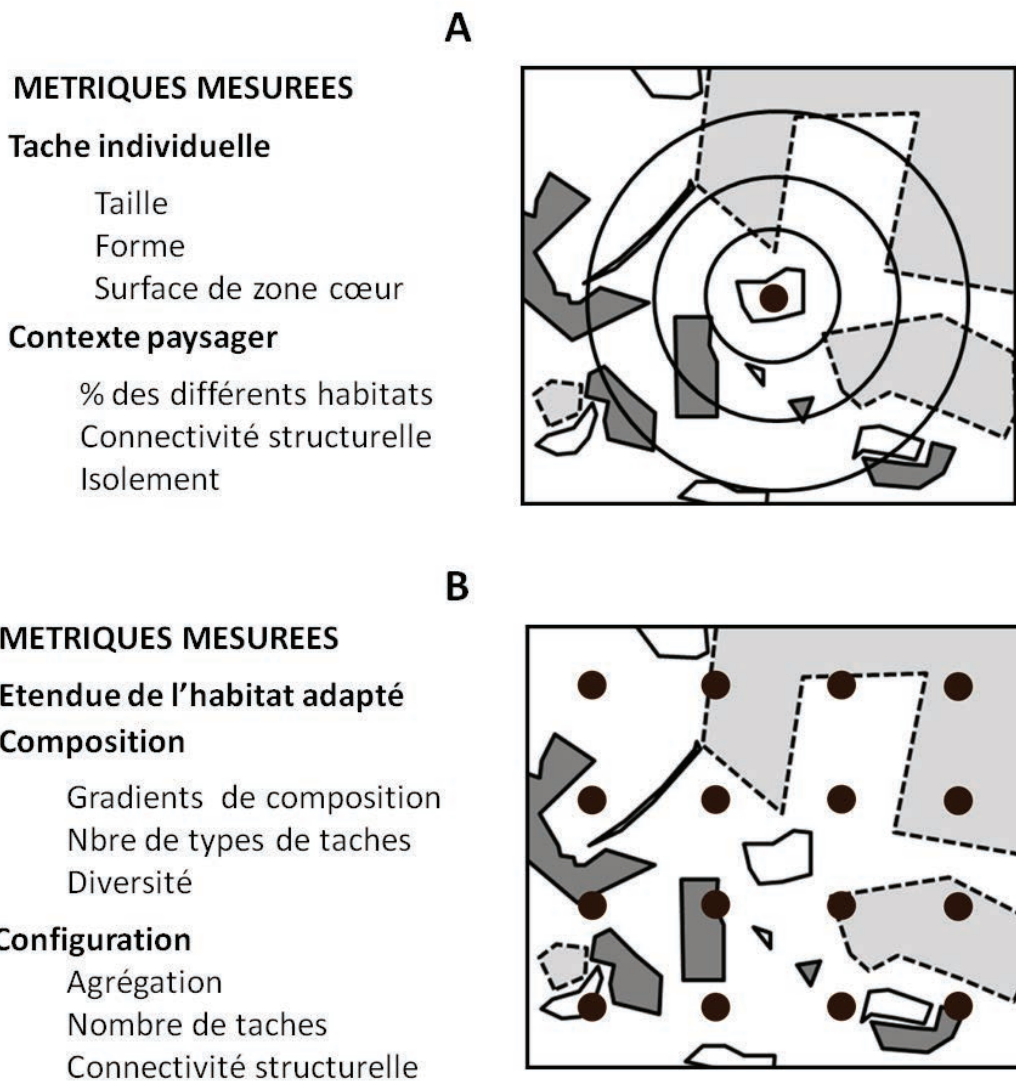 A
METRIQUES MESUREES
Tache individuelle
Taille
Forme
Surface de zone cœur
Contexte paysager
% des différents habitats
Connectivité structurelle
Isolement
B
METRIQUES MESUREES
Etendue de l'habitat adapté
Composition
Gradients de composition
Nbre de types de taches
Diversité
Configuration
Agrégation
Nombre de taches
Connectivité structurelle